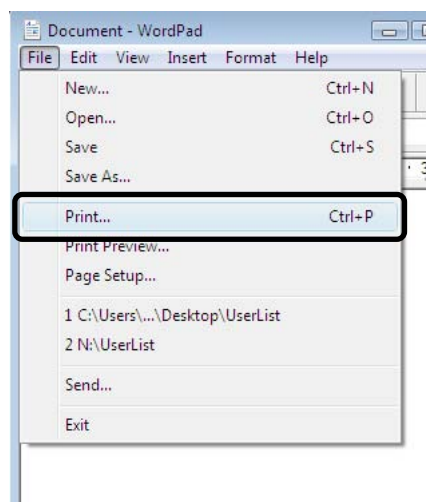 Document - WordPad
File Edit View Insert Format Help
New... Ctrl+N
Open... Ctrl+O
Save Ctrl+S
Save As...
Print... Ctrl+P
Print Preview...
Page Setup...
1 C:\Users\...\Desktop\UserList
2 N:\UserList
Send...
Exit